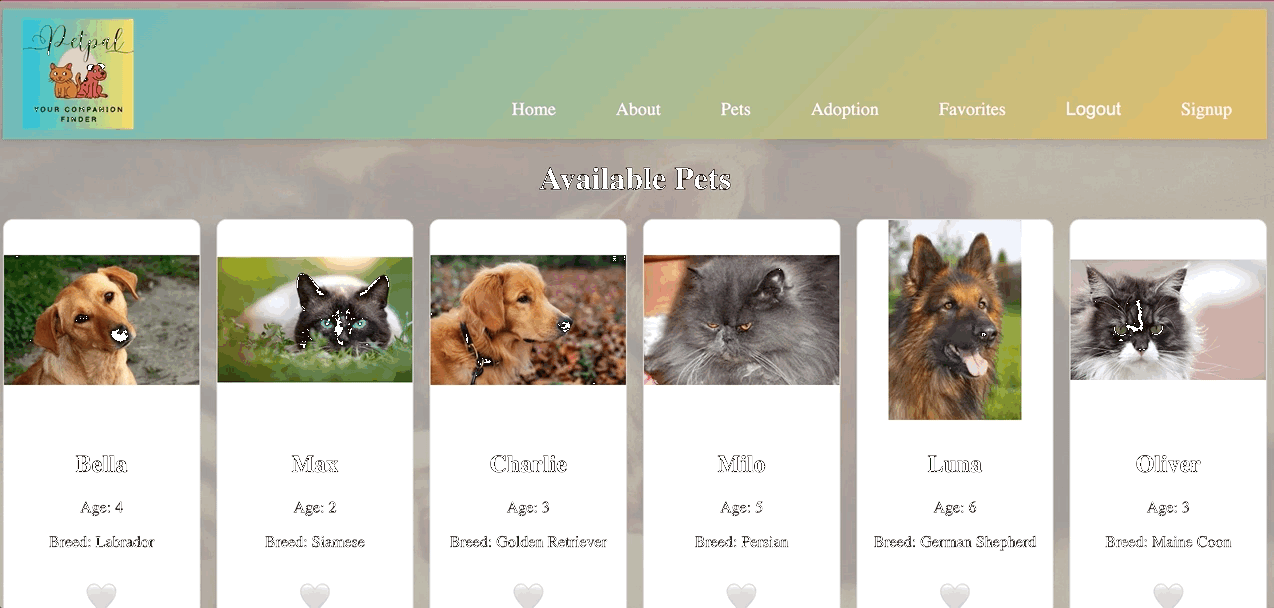 Petpal
YOUR COMPANION
FINDER
Home About Pets Adoption Favorites Logout Signup
Available Pets
Bella
Age: 4
Breed: Labrador
Max
Age: 2
Breed: Siamese
Charlie
Age: 3
Breed: Golden Retriever
Milo
Age: 5
Breed: Persian
Luna
Age: 6
Breed: German Shepherd
Oliver
Age: 3
Breed: Maine Coon